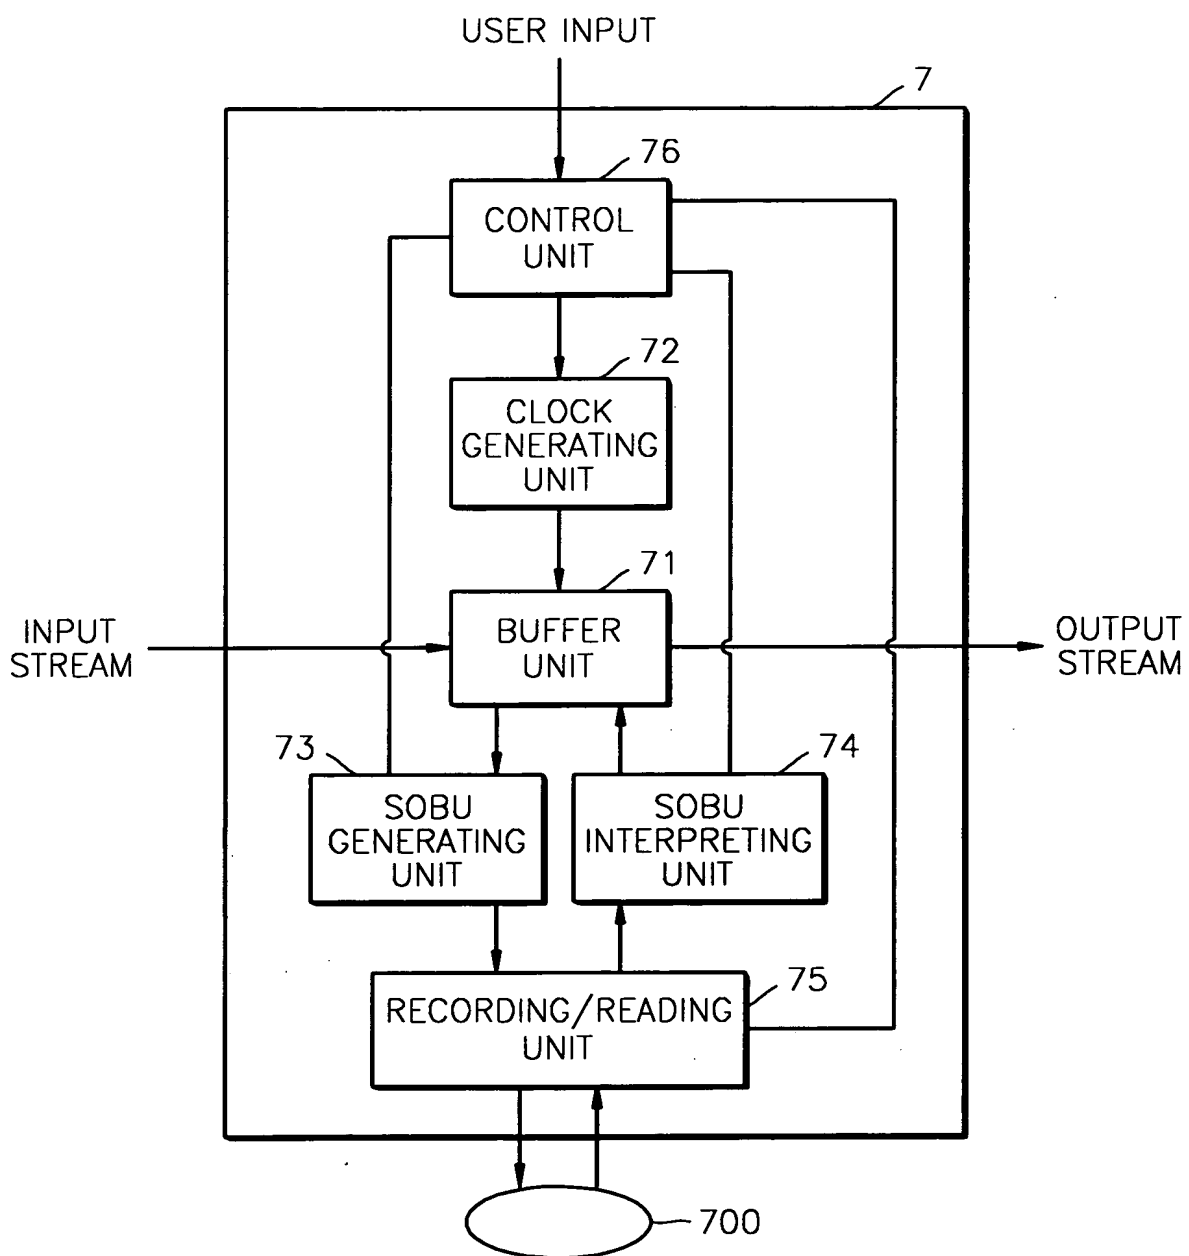 USER INPUT
7
76
CONTROL
UNIT
72
CLOCK
GENERATING
UNIT
71
BUFFER
UNIT
INPUT
STREAM
OUTPUT
STREAM
73
SOBU
GENERATING
UNIT
74
SOBU
INTERPRETING
UNIT
75
RECORDING/READING
UNIT
700